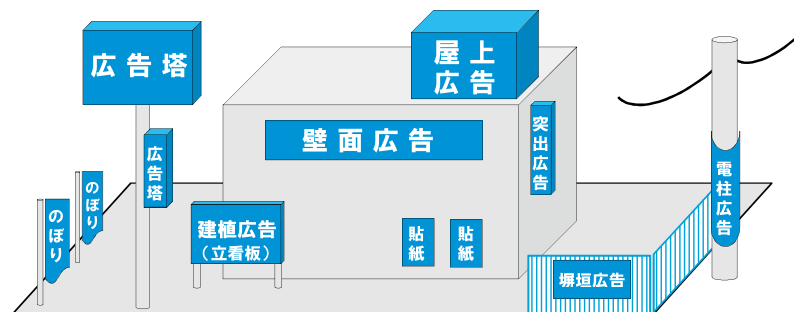 広告塔
屋上
広告
壁面広告
突出広告
広告塔
電柱広告
のぼり
のぼり
建植広告
（立看板）
貼紙
貼紙
塀垣広告